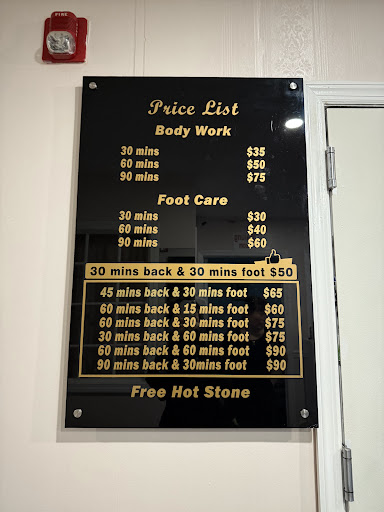 FIRE
Price List
Body Work
30 mins $35
60 mins $50
90 mins $75
Foot Care
30 mins $30
60 mins $40
90 mins $60
30 mins back & 30 mins foot $50
45 mins back & 30 mins foot $65
60 mins back & 15 mins foot $60
60 mins back & 30 mins foot $75
30 mins back & 60 mins foot $75
60 mins back & 60 mins foot $90
90 mins back & 30mins foot $90
Free Hot Stone